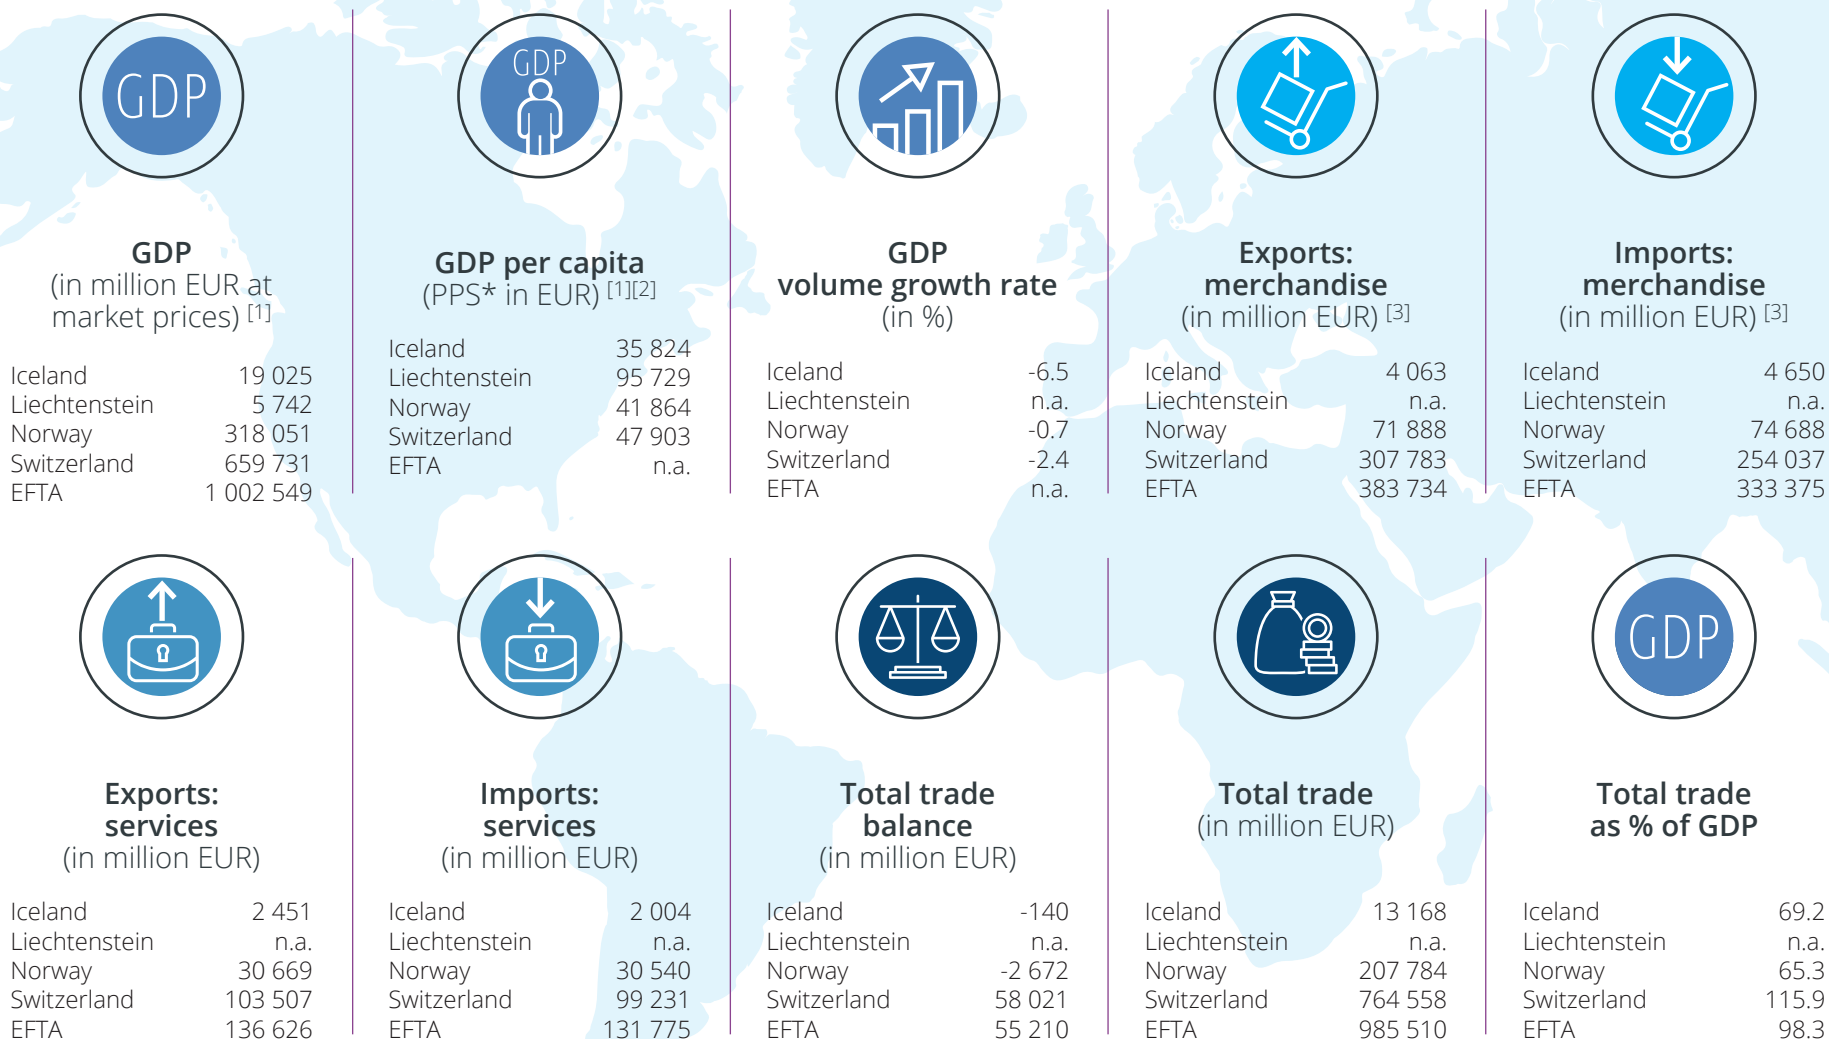 GDP
GDP
(in million EUR at
market prices) [1]
Iceland 19 025
Liechtenstein 5 742
Norway 318 051
Switzerland 659 731
EFTA 1 002 549
GDP
GDP per capita
(PPS* in EUR) [1][2]
Iceland 35 824
Liechtenstein 95 729
Norway 41 864
Switzerland 47 903
EFTA n.a.
GDP
volume growth rate
(in %)
Iceland -6.5
Liechtenstein n.a.
Norway -0.7
Switzerland -2.4
EFTA n.a.
Exports:
merchandise
(in million EUR) [3]
Iceland 4 063
Liechtenstein n.a.
Norway 71 888
Switzerland 307 783
EFTA 383 734
Imports:
merchandise
(in million EUR) [3]
Iceland 4 650
Liechtenstein n.a.
Norway 74 688
Switzerland 254 037
EFTA 333 375
Exports:
services
(in million EUR)
Iceland 2 451
Liechtenstein n.a.
Norway 30 669
Switzerland 103 507
EFTA 136 626
Imports:
services
(in million EUR)
Iceland 2 004
Liechtenstein n.a.
Norway 30 540
Switzerland 99 231
EFTA 131 775
Total trade
balance
(in million EUR)
Iceland -140
Liechtenstein n.a.
Norway -2 672
Switzerland 58 021
EFTA 55 210
Total trade
(in million EUR)
Iceland 13 168
Liechtenstein n.a.
Norway 207 784
Switzerland 764 558
EFTA 985 510
GDP
Total trade
as % of GDP
Iceland 69.2
Liechtenstein n.a.
Norway 65.3
Switzerland 115.9
EFTA 98.3